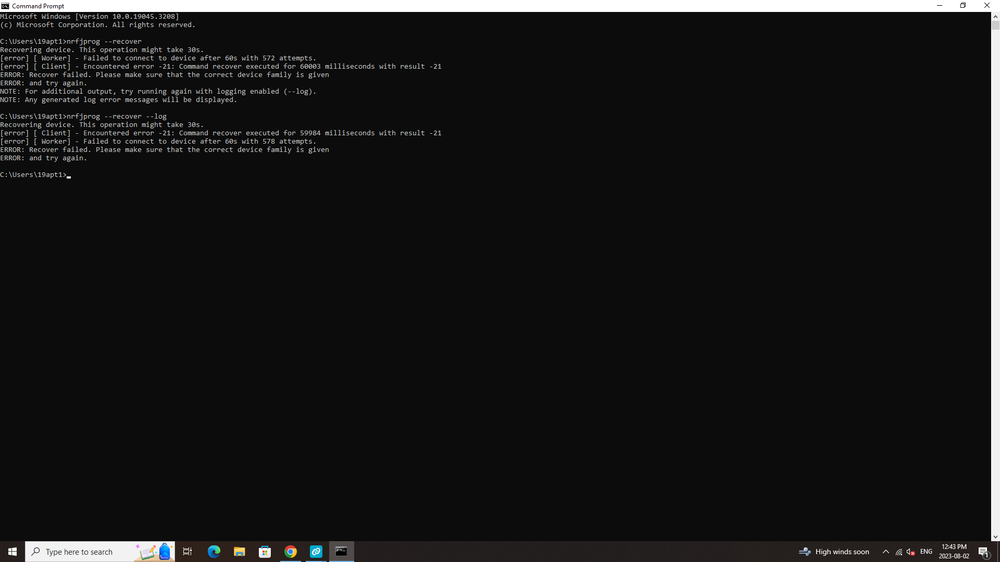 Command Prompt
Microsoft Windows [Version 10.0.19045.3208]
(c) Microsoft Corporation. All rights reserved.
C:\Users\19apt1>nrfjprog --recover
Recovering device. This operation might take 30s.
[error] [ Worker] - Failed to connect to device after 60s with 572 attempts.
[error] [ Client] - Encountered error -21: Command recover executed for 60003 milliseconds with result -21
ERROR: Recover failed. Please make sure that the correct device family is given
ERROR: and try again.
NOTE: For additional output, try running again with logging enabled (--log).
NOTE: Any generated log error messages will be displayed.
C:\Users\19apt1>nrfjprog --recover --log
Recovering device. This operation might take 30s.
[error] [ Client] - Encountered error -21: Command recover executed for 59984 milliseconds with result -21
[error] [ Worker] - Failed to connect to device after 60s with 578 attempts.
ERROR: Recover failed. Please make sure that the correct device family is given
ERROR: and try again.
C:\Users\19apt1>
Type here to search
High winds soon
ENG
12:43 PM
2023-08-02
1